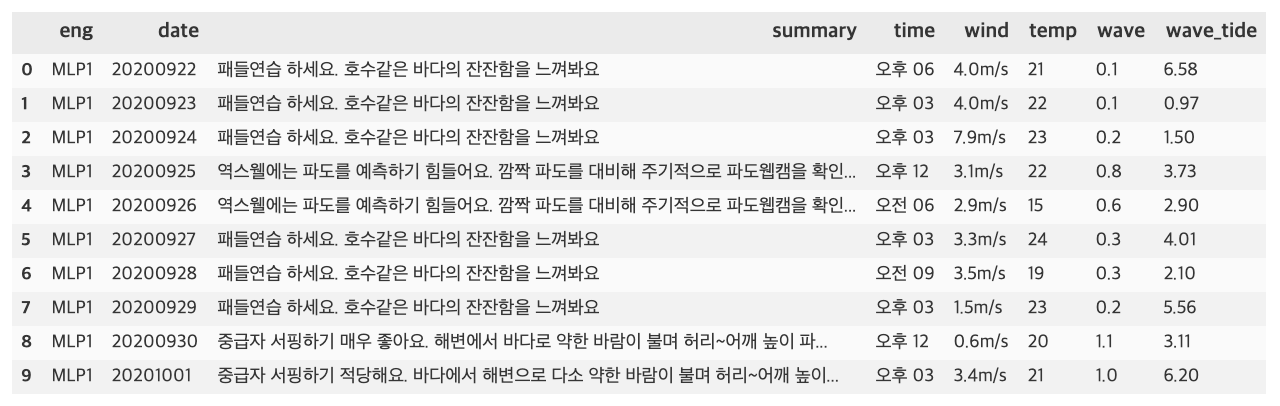 eng date summary time wind temp wave wave_tide
0 MLP1 20200922 패들연습 하세요. 호수같은 바다의 잔잔함을 느껴봐요 오후 06 4.0m/s 21 0.1 6.58
1 MLP1 20200923 패들연습 하세요. 호수같은 바다의 잔잔함을 느껴봐요 오후 03 4.0m/s 22 0.1 0.97
2 MLP1 20200924 패들연습 하세요. 호수같은 바다의 잔잔함을 느껴봐요 오후 03 7.9m/s 23 0.2 1.50
3 MLP1 20200925 역스웰에는 파도를 예측하기 힘들어요. 깜짝 파도를 대비해 주기적으로 파도웹캠을 확인... 오후 12 3.1m/s 22 0.8 3.73
4 MLP1 20200926 역스웰에는 파도를 예측하기 힘들어요. 깜짝 파도를 대비해 주기적으로 파도웹캠을 확인... 오전 06 2.9m/s 15 0.6 2.90
5 MLP1 20200927 패들연습 하세요. 호수같은 바다의 잔잔함을 느껴봐요 오후 03 3.3m/s 24 0.3 4.01
6 MLP1 20200928 패들연습 하세요. 호수같은 바다의 잔잔함을 느껴봐요 오전 09 3.5m/s 19 0.3 2.10
7 MLP1 20200929 패들연습 하세요. 호수같은 바다의 잔잔함을 느껴봐요 오후 03 1.5m/s 23 0.2 5.56
8 MLP1 20200930 중급자 서핑하기 매우 좋아요. 해변에서 바다로 약한 바람이 불며 허리~어깨 높이 파... 오후 12 0.6m/s 20 1.1 3.11
9 MLP1 20201001 중급자 서핑하기 적당해요. 바다에서 해변으로 다소 약한 바람이 불며 허리~어깨 높이... 오후 03 3.4m/s 21 1.0 6.20